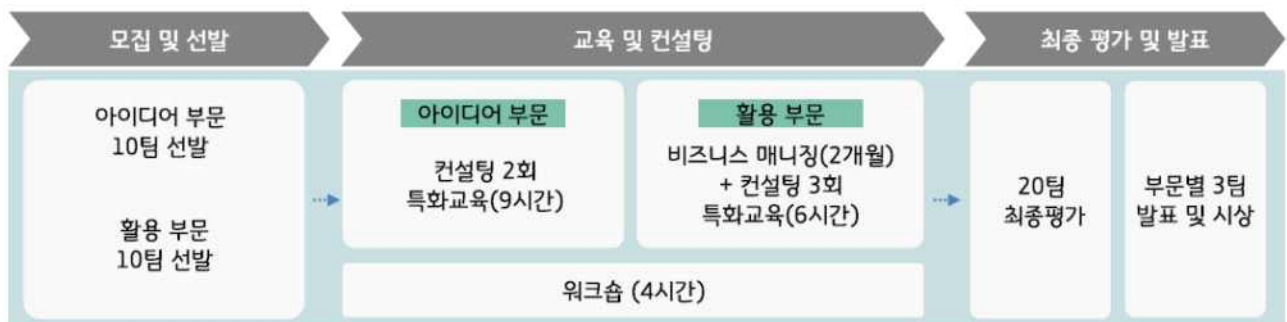 모집 및 선발
교육 및 컨설팅
최종 평가 및 발표
아이디어 부문
10팀 선발
활용 부문
10팀 선발
아이디어 부문
컨설팅 2회
특화교육(9시간)
활용 부문
비즈니스 매니징(2개월)
+ 컨설팅 3회
특화교육(6시간)
워크숍 (4시간)
20팀
최종평가
부문별 3팀
발표 및 시상